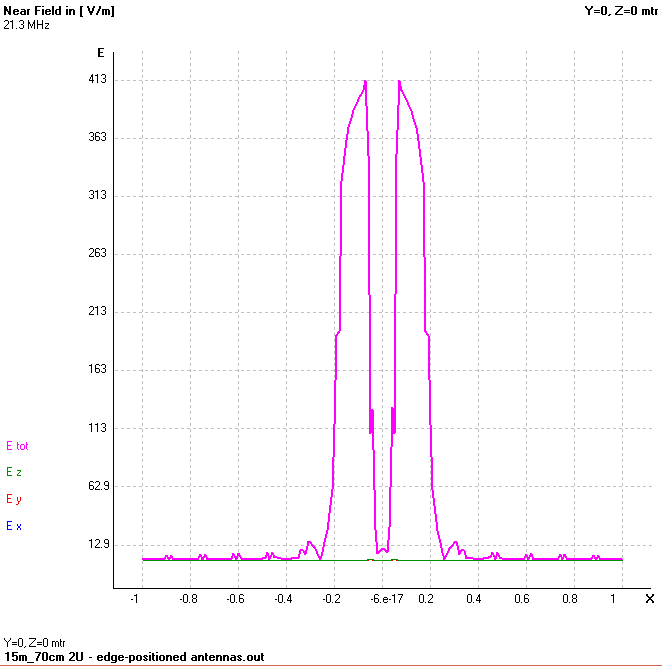 Near Field in [ V/m] Y=0, Z=0 mtr
21.3 MHz
E
413
363
313
263
213
163
113
62.9
12.9
E tot
E z
E y
E x
-1 -0.8 -0.6 -0.4 -0.2 -6.e-17 0.2 0.4 0.6 0.8 1 X
Y=0, Z=0 mtr
15m_70cm 2U - edge-positioned antennas.out